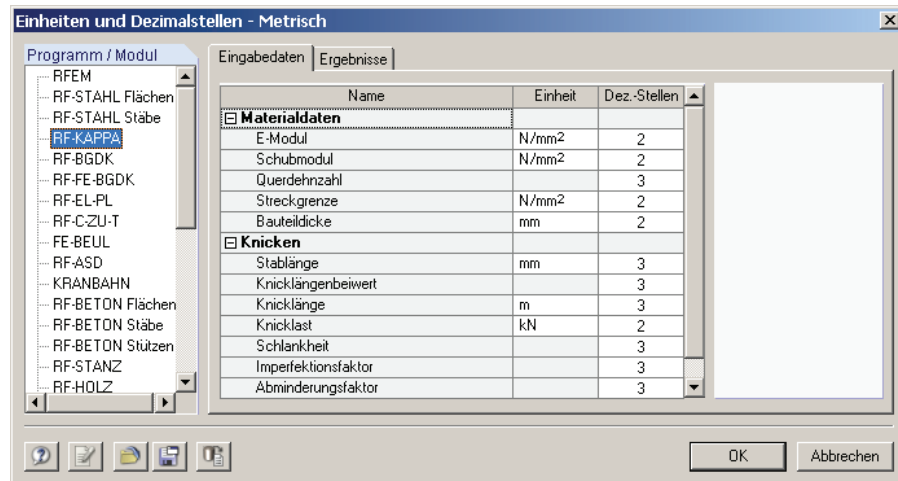 Einheiten und Dezimalstellen - Metrisch
Programm / Modul
RFEM
RF-STAHL Flächen
RF-STAHL Stäbe
RF-KAPPA
RF-BGDK
RF-FE-BGDK
RF-EL-PL
RF-C-ZU-T
FE-BEUL
RF-ASD
KRANBAHN
RF-BETON Flächen
RF-BETON Stäbe
RF-BETON Stützen
RF-STANZ
RF-HOLZ
Eingabedaten Ergebnisse
Name Einheit Dez.-Stellen
Materialdaten
E-Modul N/mm2 2
Schubmodul N/mm2 2
Querdehnzahl 3
Streckgrenze N/mm2 2
Bauteildicke mm 2
Knicken
Stablänge mm 3
Knicklängenbeiwert 3
Knicklänge m 3
Knicklast kN 2
Schlankheit 3
Imperfektionsfaktor 3
Abminderungsfaktor 3
OK Abbrechen